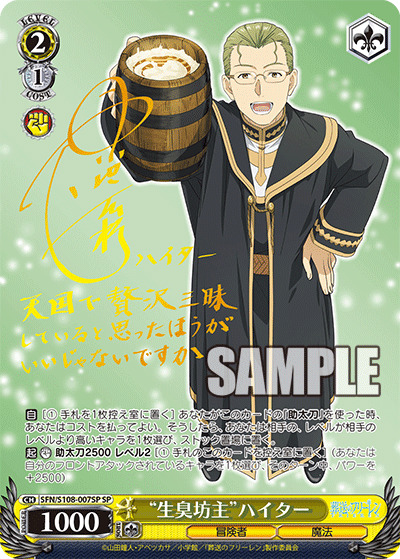 LEVEL
2
1
COST
ハイター
天国で贅沢三昧
していると思ったほうが
いいじゃないですか
SAMPLE
自 [① 手札を1枚控え室に置く] あなたがこのカードの『助太刀』を使った時、
あなたはコストを払ってよい。そうしたら、あなたは相手の、レベルが相手の
レベルより高いキャラを1枚選び、ストック置場に置く。
起 助太刀2500 レベル2 [① 手札のこのカードを控え室に置く] (あなたは
自分のフロントアタックされているキャラを1枚選び、そのターン中、パワーを
+2500)
CH SFN/S108-007SP SP
1000
“生臭坊主”ハイター
葬送のフリーレン
冒険者
魔法
©山田鐘人・アベツカサ/小学館/「葬送のフリーレン」製作委員会